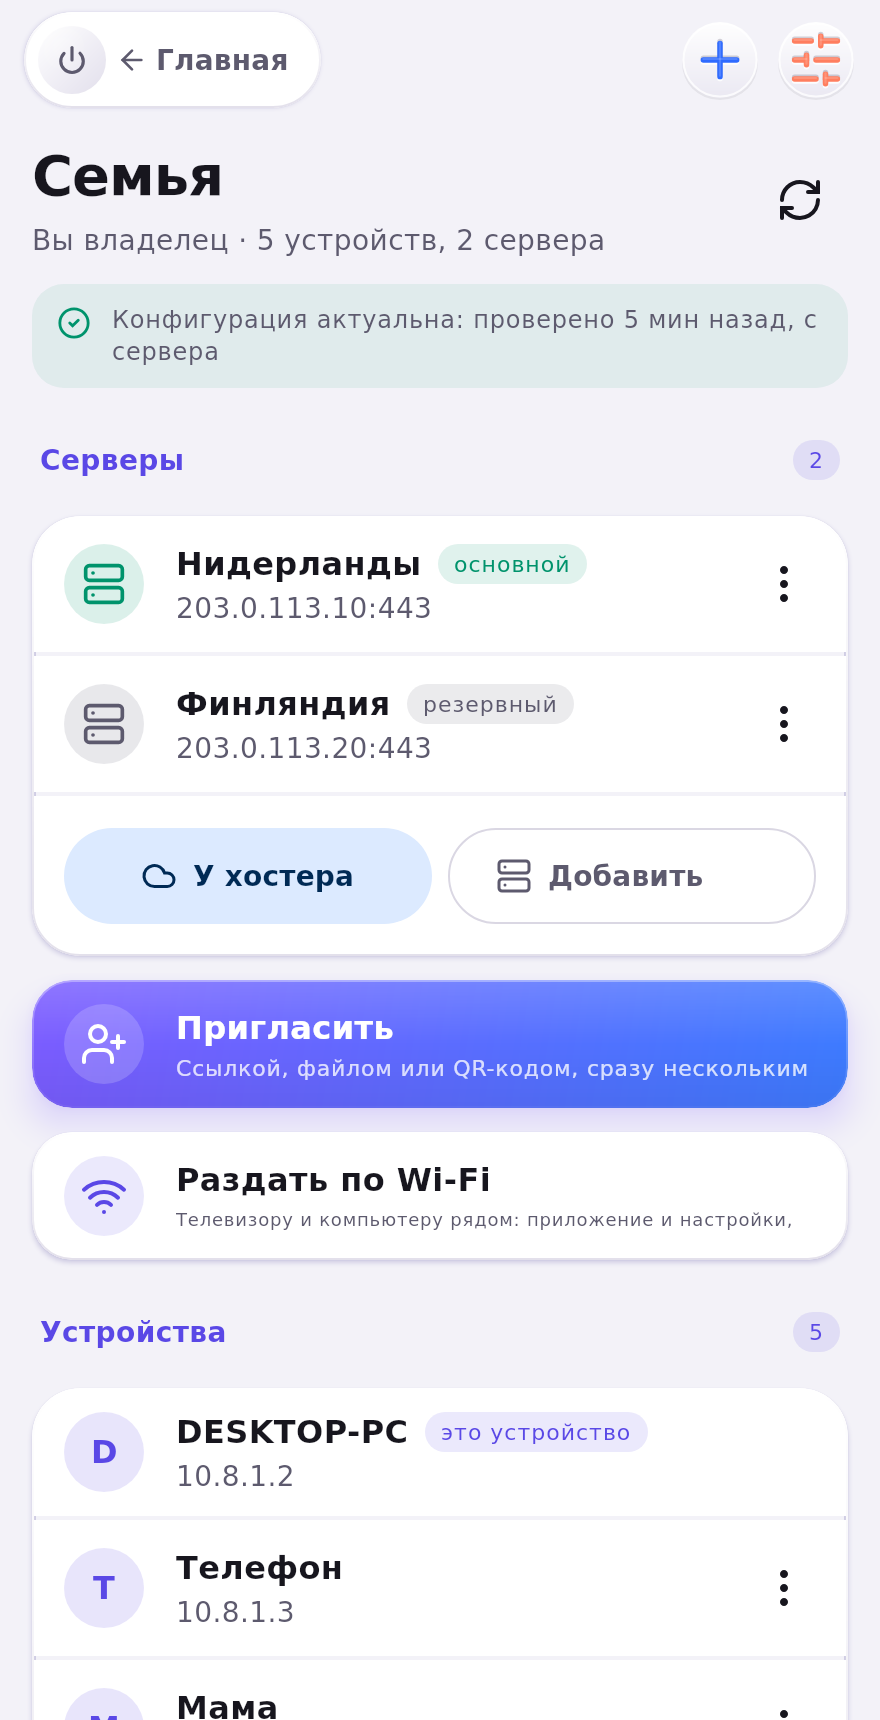 Главная
Семья
Вы владелец · 5 устройств, 2 сервера
Конфигурация актуальна: проверено 5 мин назад, с
сервера
Серверы
2
Нидерланды основной
203.0.113.10:443
Финляндия резервный
203.0.113.20:443
У хостера
Добавить
Пригласить
Ссылкой, файлом или QR-кодом, сразу нескольким
Раздать по Wi-Fi
Телевизору и компьютеру рядом: приложение и настройки,
Устройства
5
D
DESKTOP-PC это устройство
10.8.1.2
Т
Телефон
10.8.1.3
М
Мама